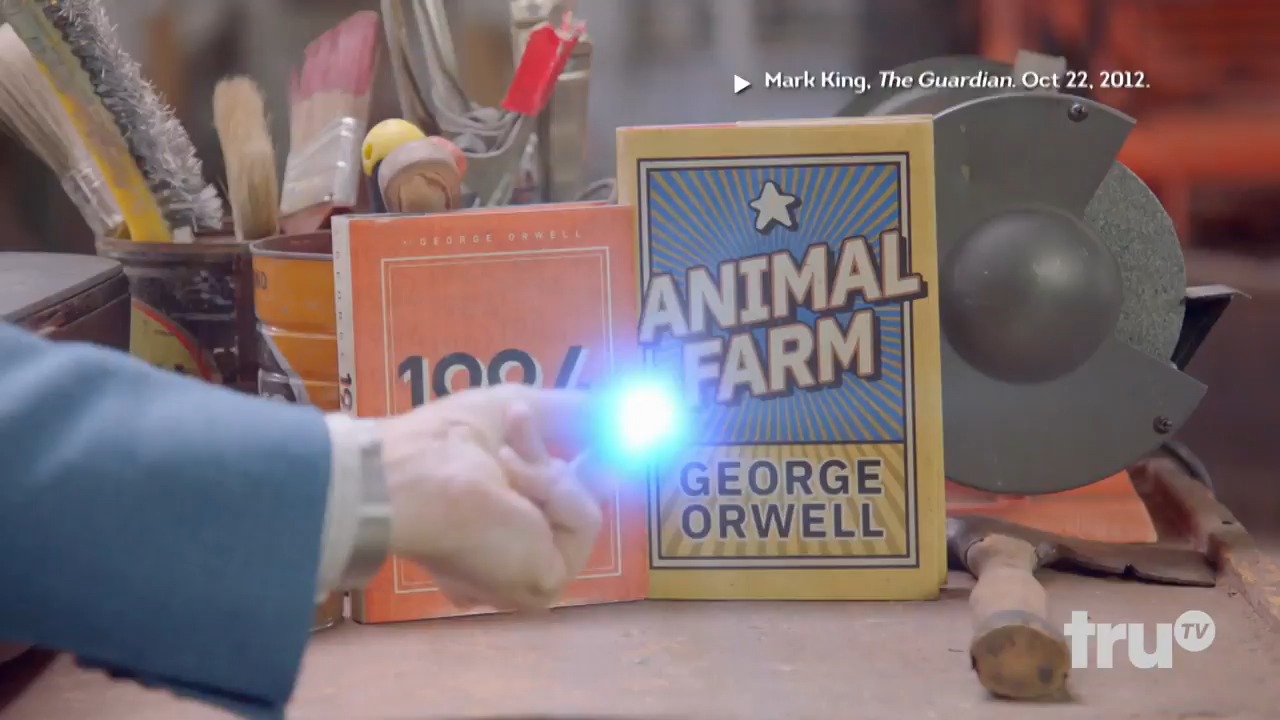 Mark King, The Guardian. Oct 22, 2012.
GEORGE ORWELL
ANIMAL
FARM
GEORGE
ORWELL
truTV